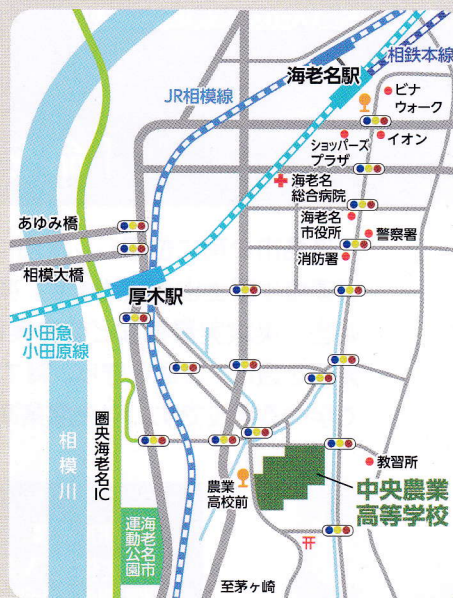 海老名駅
相鉄本線
JR相模線
ビナ
ウォーク
イオン
ショッパーズ
プラザ
海老名
総合病院
海老名
市役所
警察署
消防署
あゆみ橋
相模大橋
厚木駅
小田急
小田原線
圏央海老名IC
相模川
農業
高校前
教習所
中央農業
高等学校
海老名市
運動公園
至茅ヶ崎